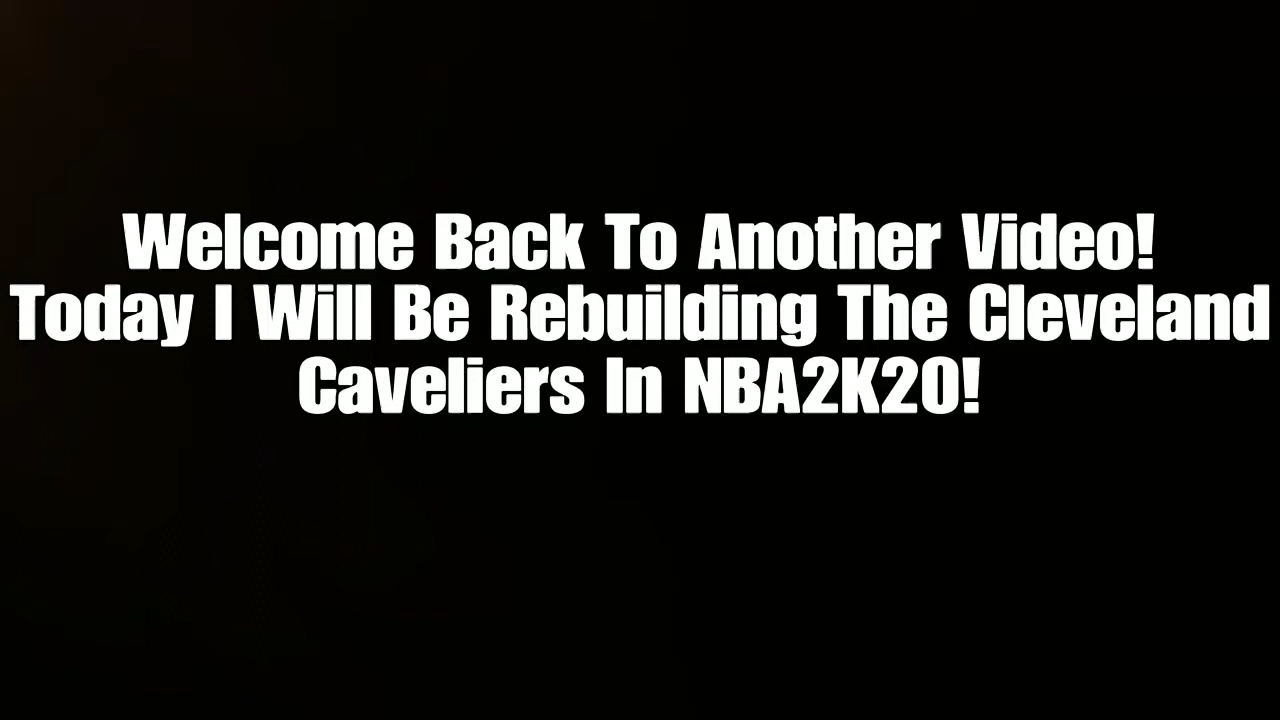 Welcome Back To Another Video!
Today I Will Be Rebuilding The Cleveland
Caveliers In NBA2K20!